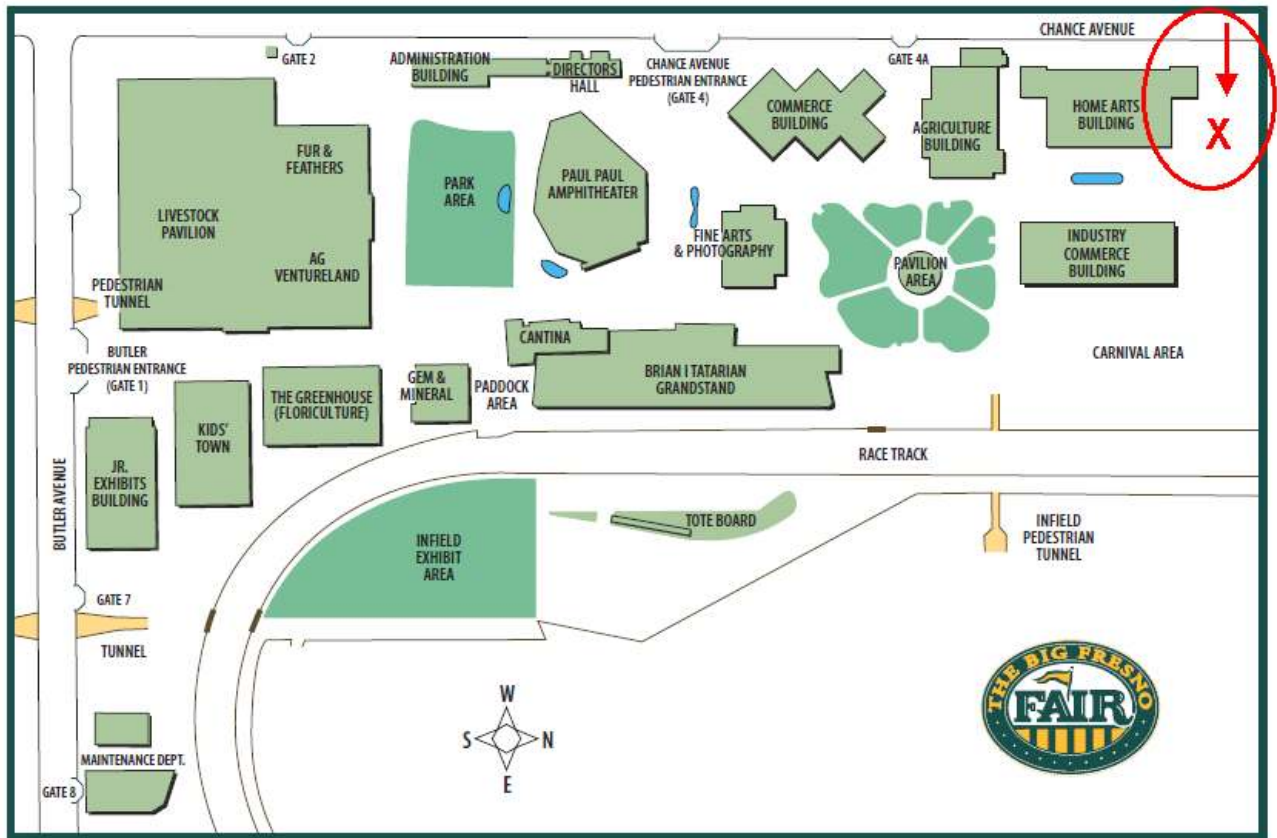 CHANCE AVENUE
GATE 2
ADMINISTRATION
BUILDING
DIRECTORS
HALL
CHANCE AVENUE
PEDESTRIAN ENTRANCE
(GATE 4)
GATE 4A
COMMERCE
BUILDING
AGRICULTURE
BUILDING
HOME ARTS
BUILDING
X
FUR &
FEATHERS
LIVESTOCK
PAVILION
AG
VENTURELAND
PARK
AREA
PAUL PAUL
AMPHITHEATER
FINE ARTS
& PHOTOGRAPHY
PAVILION
AREA
INDUSTRY
COMMERCE
BUILDING
PEDESTRIAN
TUNNEL
BUTLER
PEDESTRIAN ENTRANCE
(GATE 1)
CANTINA
BRIAN I TATARIAN
GRANDSTAND
CARNIVAL AREA
THE GREENHOUSE
(FLORICULTURE)
GEM &
MINERAL
PADDOCK
AREA
KIDS'
TOWN
JR.
EXHIBITS
BUILDING
BUTLER AVENUE
RACE TRACK
TOTE BOARD
INFIELD
EXHIBIT
AREA
INFIELD
PEDESTRIAN
TUNNEL
GATE 7
TUNNEL
MAINTENANCE DEPT.
GATE 8
W
S N
E
THE BIG FRESNO
FAIR